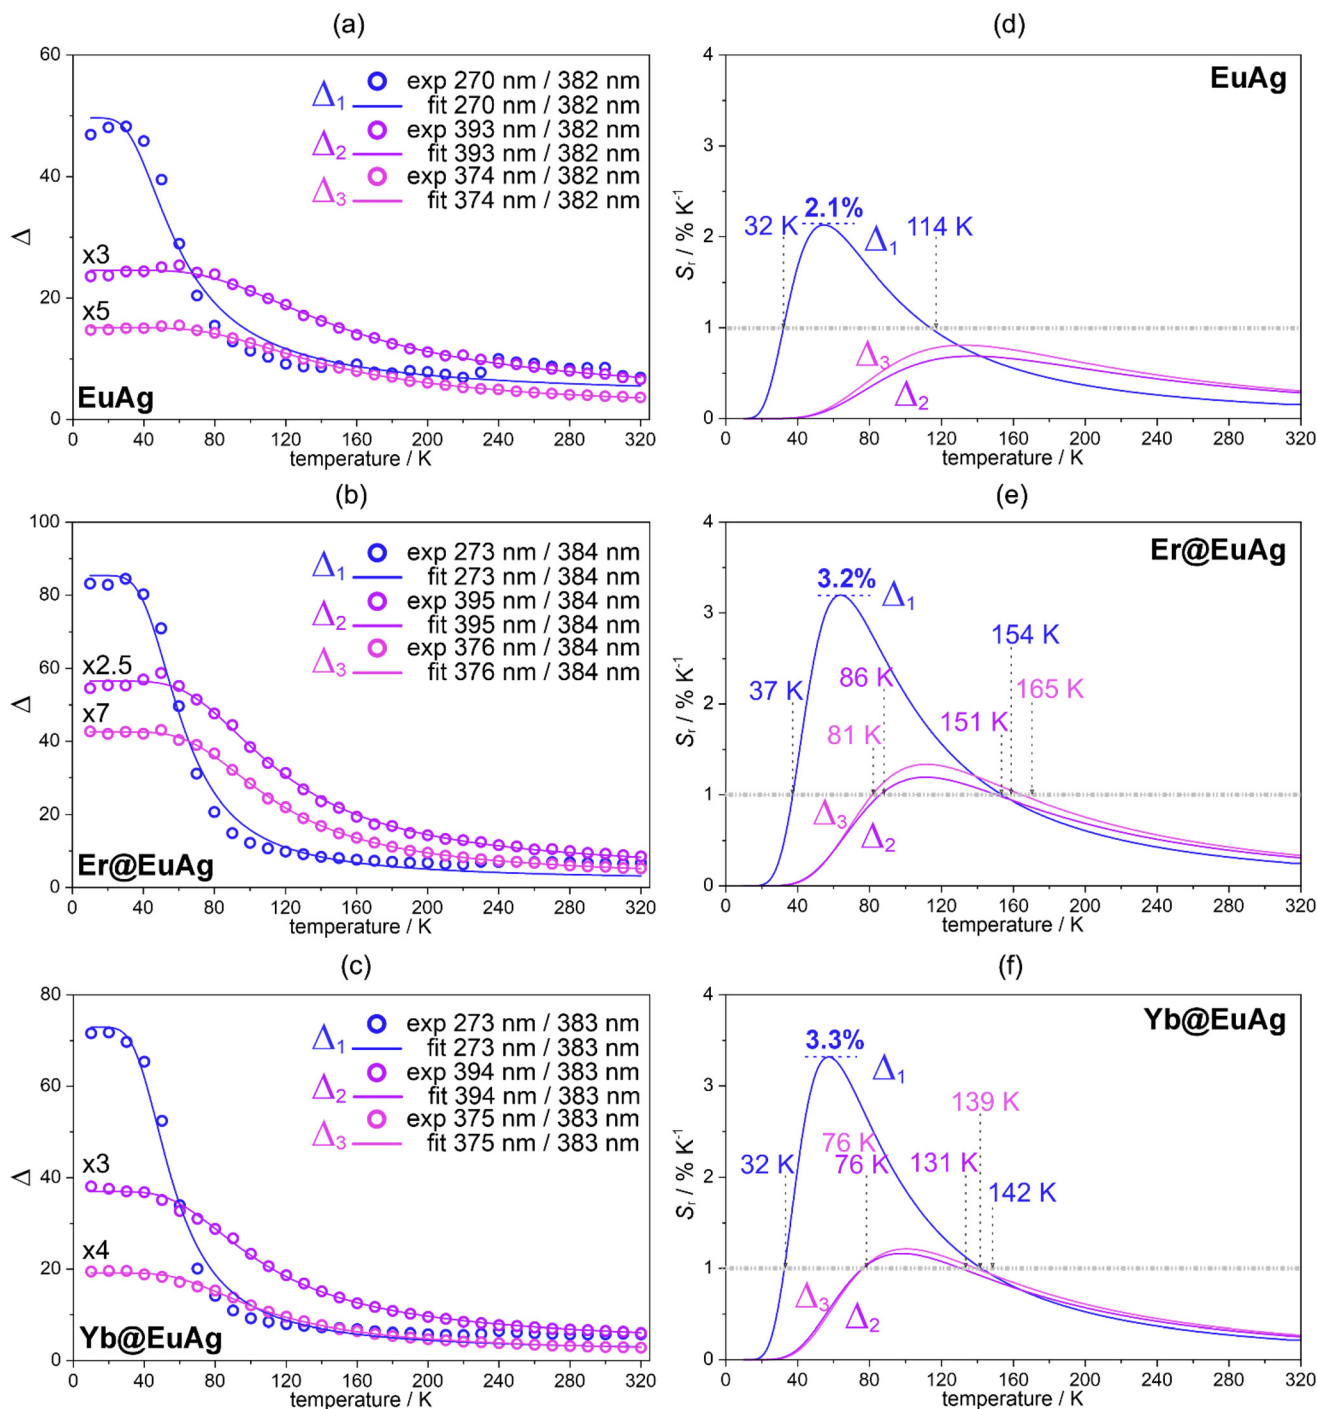 (a)
60
40
20
0
Δ
x3
x5
EuAg
Δ1
exp 270 nm / 382 nm
fit 270 nm / 382 nm
Δ2
exp 393 nm / 382 nm
fit 393 nm / 382 nm
Δ3
exp 374 nm / 382 nm
fit 374 nm / 382 nm
0 40 80 120 160 200 240 280 320
temperature / K
(d)
4
3
2
1
0
Sr / % K-1
EuAg
2.1%
32 K
114 K
Δ1
Δ3
Δ2
0 40 80 120 160 200 240 280 320
temperature / K
(b)
100
80
60
40
20
0
Δ
x2.5
x7
Er@EuAg
Δ1
exp 273 nm / 384 nm
fit 273 nm / 384 nm
Δ2
exp 395 nm / 384 nm
fit 395 nm / 384 nm
Δ3
exp 376 nm / 384 nm
fit 376 nm / 384 nm
0 40 80 120 160 200 240 280 320
temperature / K
(e)
4
3
2
1
0
Sr / % K-1
Er@EuAg
3.2%
Δ1
154 K
86 K
37 K
165 K
81 K
151 K
Δ3
Δ2
0 40 80 120 160 200 240 280 320
temperature / K
(c)
80
60
40
20
0
Δ
x3
x4
Yb@EuAg
Δ1
exp 273 nm / 383 nm
fit 273 nm / 383 nm
Δ2
exp 394 nm / 383 nm
fit 394 nm / 383 nm
Δ3
exp 375 nm / 383 nm
fit 375 nm / 383 nm
0 40 80 120 160 200 240 280 320
temperature / K
(f)
4
3
2
1
0
Sr / % K-1
Yb@EuAg
3.3%
Δ1
139 K
76 K
32 K
76 K
131 K
142 K
Δ3
Δ2
0 40 80 120 160 200 240 280 320
temperature / K